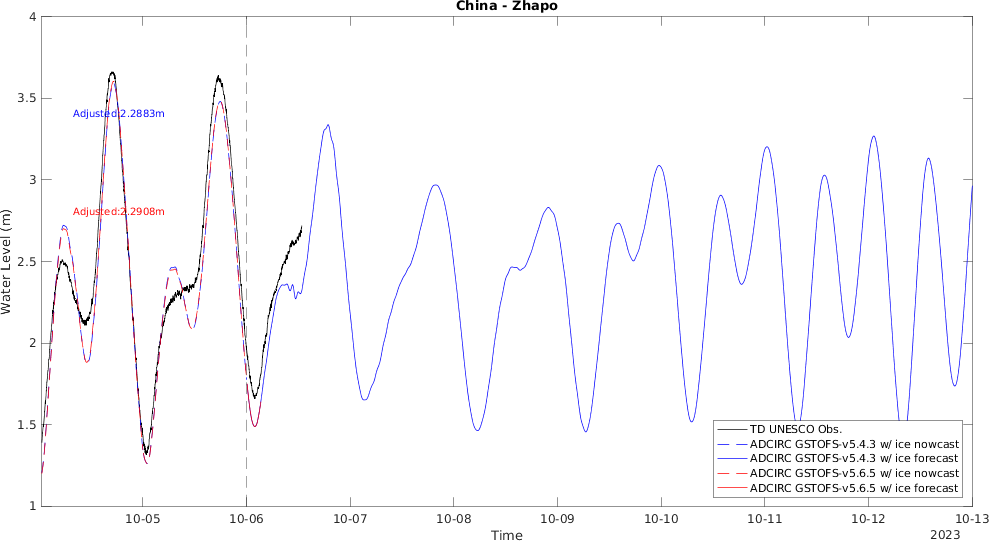 China - Zhapo
4
3.5
3
2.5
2
1.5
1
Water Level (m)
Adjusted:2.2883m
Adjusted:2.2908m
TD UNESCO Obs.
ADCIRC GSTOFS-v5.4.3 w/ ice nowcast
ADCIRC GSTOFS-v5.4.3 w/ ice forecast
ADCIRC GSTOFS-v5.6.5 w/ ice nowcast
ADCIRC GSTOFS-v5.6.5 w/ ice forecast
10-05 10-06 10-07 10-08 10-09 10-10 10-11 10-12 10-13
Time
2023